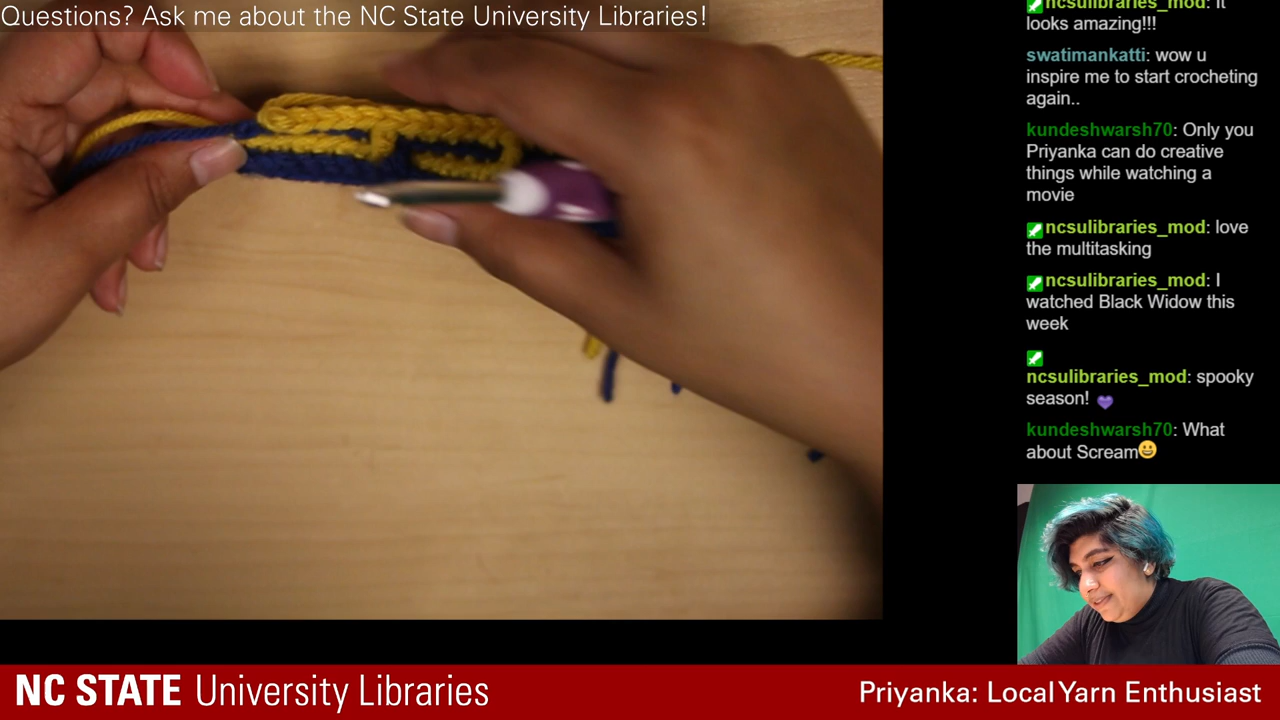 Questions? Ask me about the NC State University Libraries!
ncsulibraries_mod: It
looks amazing!!!
swatimankatti: wow u
inspire me to start crocheting
again..
kundeshwarsh70: Only you
Priyanka can do creative
things while watching a
movie
ncsulibraries_mod: love
the multitasking
ncsulibraries_mod: I
watched Black Widow this
week
ncsulibraries_mod: spooky
season! 💜
kundeshwarsh70: What
about Scream😀
NC STATE University Libraries
Priyanka: Local Yarn Enthusiast